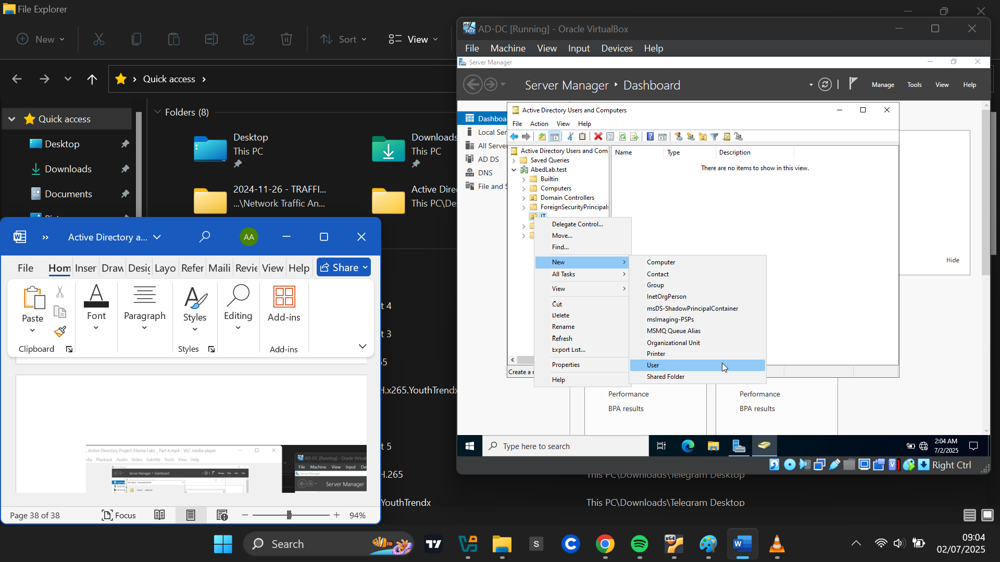 File Explorer
New
Sort
View
Quick access
Quick access
Desktop
Downloads
Documents
Folders (8)
Desktop
This PC
Downloads
This PC
2024-11-26 - TRAFFI...
...\Network Traffic An...
Active Dire
This PC\De
t 4
t 3
.x265.YouthTrendx
t 5
.265
YouthTrendx
This PC\Downloads\Telegram Desktop
This PC\Downloads\Telegram Desktop
AD-DC [Running] - Oracle VirtualBox
File Machine View Input Devices Help
Server Manager
Server Manager Dashboard
Manage Tools View Help
Dashboa
Local Ser
All Server
AD DS
DNS
File and S
Active Directory Users and Computers
File Action View Help
Active Directory Users and Com
Saved Queries
AbedLab.test
Builtin
Computers
Domain Controllers
ForeignSecurityPrincipals
IT
Name Type Description
There are no items to show in this view.
Delegate Control...
Move...
Find...
New
All Tasks
View
Cut
Delete
Rename
Refresh
Export List...
Properties
Help
Computer
Contact
Group
InetOrgPerson
msDS-ShadowPrincipalContainer
msImaging-PSPs
MSMQ Queue Alias
Organizational Unit
Printer
User
Shared Folder
Create a
Hide
Performance
BPA results
Performance
BPA results
Type here to search
2:04 AM
7/2/2025
Right Ctrl
Active Directory a...
AA
File Hom Inser Draw Desig Layo Refer Maili Revie View Help
Share
Paste
Font
Paragraph
Styles
Editing
Add-ins
Clipboard
Styles
Add-ins
Active Directory Project (Home Lab) _ Part 4.mp4 - VLC media player
dia Playback Audio Video Subtitle Tools View Help
Server Manager • Dashboard
AD-DC [Running] - Oracle Virtual
File Machine View Input De
Server Manager
Server Manager
Page 38 of 38
Focus
94%
Search
09:04
02/07/2025